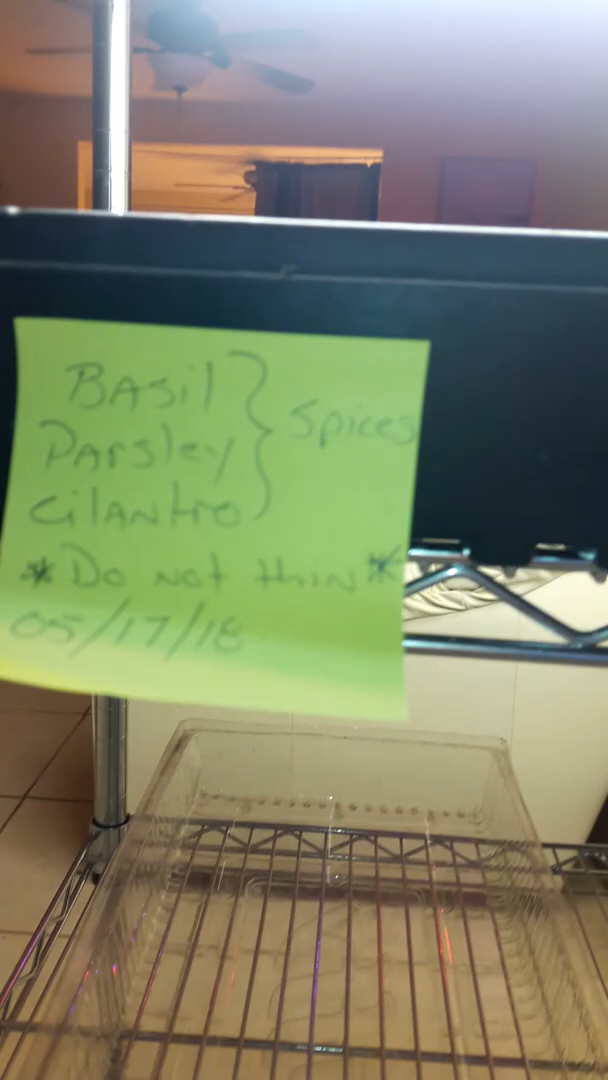 Basil } Spices
Parsley
Cilantro
*Do not thin*
05/17/18